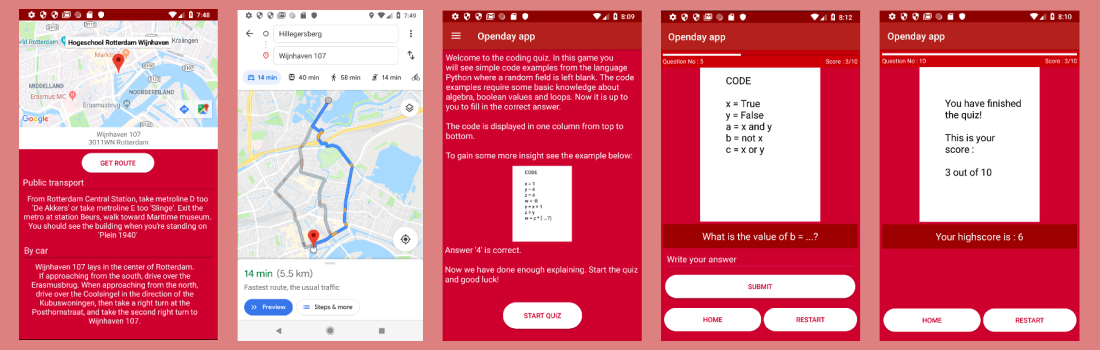 7:48
Hogeschool Rotterdam Wijnhaven
Kralingen
MIDDELLAND
Erasmus MC
Erasmusbrug
NOORDEREILAND
Google
Wijnhaven 107
3011WN Rotterdam
GET ROUTE
Public transport
From Rotterdam Central Station, take metroline D too
'De Akkers' or take metroline E too 'Slinge'. Exit the
metro at station Beurs, walk toward Maritime museum.
You should see the building when you're standing on
'Plein 1940'
By car
Wijnhaven 107 lays in the center of Rotterdam.
If approaching from the south, drive over the
Erasmusbrug. When approaching from the north,
drive over the Coolsingel in the direction of the
Kubuswoningen, then take a right turn at the
Posthornstraat, and take the second right turn to
Wijnhaven 107.
7:49
Hillegersberg
Wijnhaven 107
14 min
40 min
58 min
14 min
14 min (5.5 km)
Fastest route, the usual traffic
Preview
Steps & more
8:09
Openday app
Welcome to the coding quiz. In this game you
will see simple code examples from the language
Python where a random field is left blank. The code
examples require some basic knowledge about
algebra, boolean values and loops. Now it is up to
you to fill in the correct answer.
The code is displayed in one column from top to
bottom.
To gain some more insight see the example below:
CODE
x = 1
y = 4
z = 4
w = -8
y = x + 1
z = y
w = z * ( ...?)
Answer '4' is correct.
Now we have done enough explaining. Start the quiz
and good luck!
START QUIZ
8:12
Openday app
Question No : 5
Score : 3/10
CODE
x = True
y = False
a = x and y
b = not x
c = x or y
What is the value of b = ...?
Write your answer
SUBMIT
HOME
RESTART
8:10
Openday app
Question No : 10
Score : 3/10
You have finished
the quiz!
This is your
score :
3 out of 10
Your highscore is : 6
HOME
RESTART